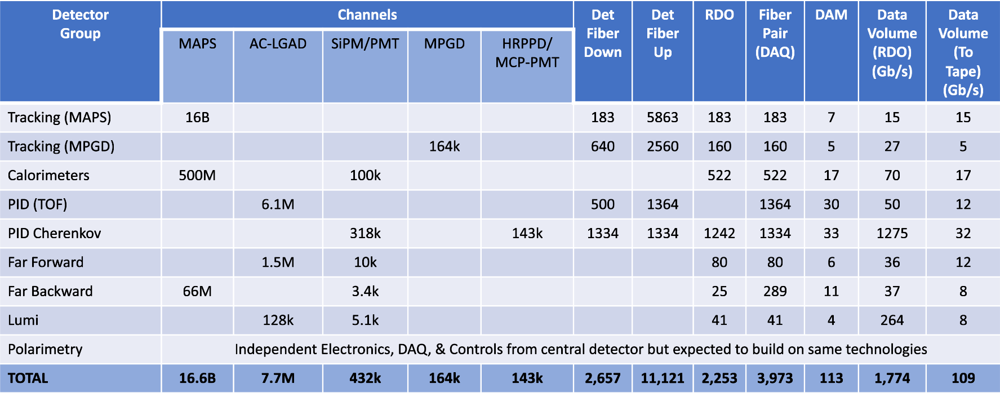 Detector Group Channels Det Fiber Down Det Fiber Up RDO Fiber Pair (DAQ) DAM Data Volume (RDO) (Gb/s) Data Volume (To Tape) (Gb/s)
MAPS AC-LGAD SiPM/PMT MPGD HRPPD/ MCP-PMT
Tracking (MAPS) 16B 183 5863 183 183 7 15 15
Tracking (MPGD) 164k 640 2560 160 160 5 27 5
Calorimeters 500M 100k 522 522 17 70 17
PID (TOF) 6.1M 500 1364 1364 30 50 12
PID Cherenkov 318k 143k 1334 1334 1242 1334 33 1275 32
Far Forward 1.5M 10k 80 80 6 36 12
Far Backward 66M 3.4k 25 289 11 37 8
Lumi 128k 5.1k 41 41 4 264 8
Polarimetry Independent Electronics, DAQ, & Controls from central detector but expected to build on same technologies
TOTAL 16.6B 7.7M 432k 164k 143k 2,657 11,121 2,253 3,973 113 1,774 109